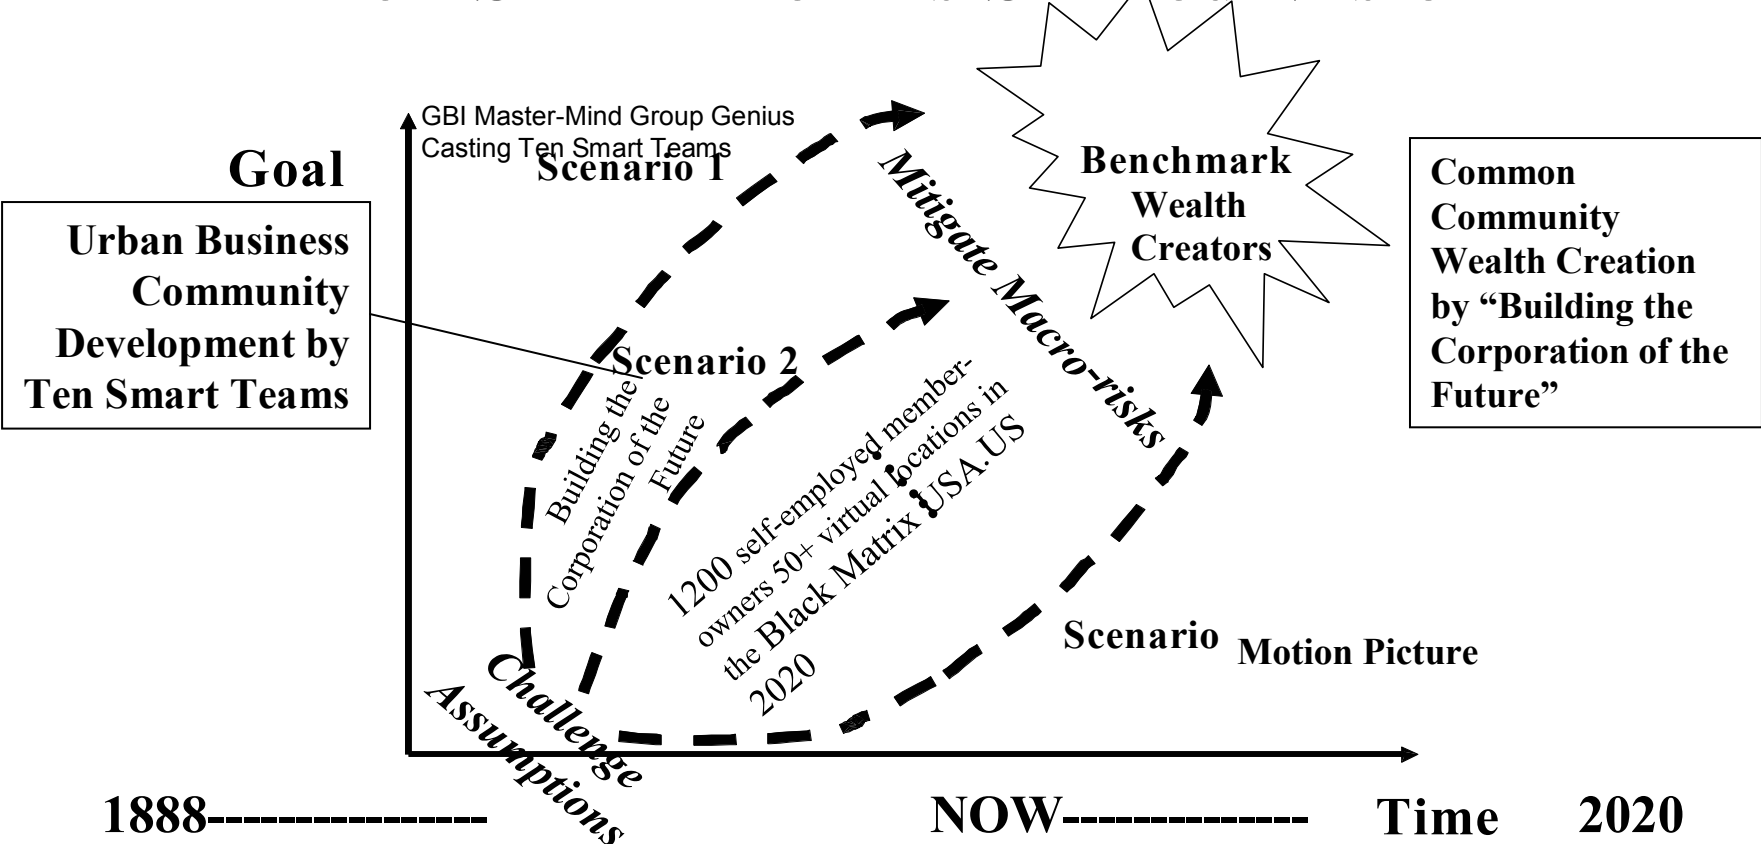 GBI Master-Mind Group Genius
Casting Ten Smart Teams
Scenario 1
Goal
Urban Business
Community
Development by
Ten Smart Teams
Benchmark
Wealth
Creators
Common
Community
Wealth Creation
by “Building the
Corporation of the
Future”
Mitigate Macro-risks
Scenario 2
Building the
Corporation of the
Future
1200 self-employed member-
owners 50+ virtual locations in
the Black Matrix USA.US
2020
Scenario
Motion Picture
Challenge
Assumptions
1888-----------------
NOW---------------
Time
2020